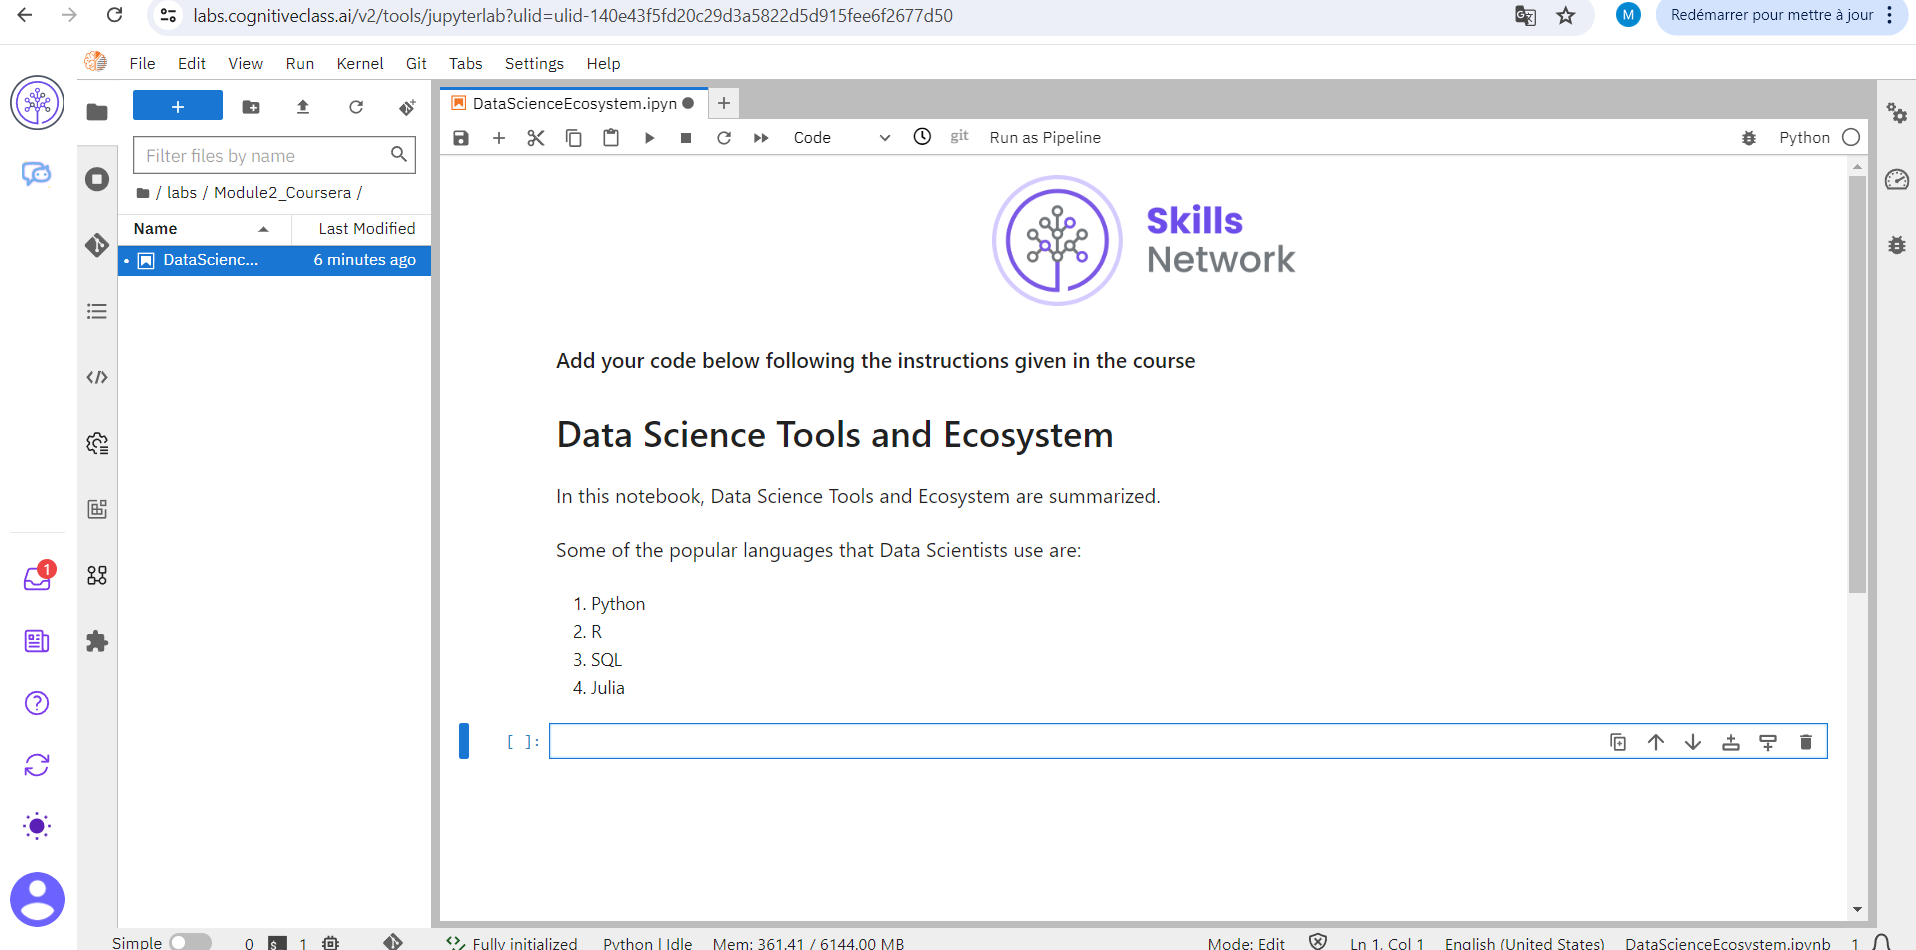 labs.cognitiveclass.ai/v2/tools/jupyterlab?ulid=ulid-140e43f5fd20c29d3a5822d5d915fee6f2677d50
M
Redémarrer pour mettre à jour
File Edit View Run Kernel Git Tabs Settings Help
DataScienceEcosystem.ipyn
Code
git
Run as Pipeline
Python
Filter files by name
/ labs / Module2_Coursera /
Name Last Modified
DataScienc... 6 minutes ago
Skills
Network
Add your code below following the instructions given in the course
Data Science Tools and Ecosystem
In this notebook, Data Science Tools and Ecosystem are summarized.
Some of the popular languages that Data Scientists use are:
1. Python
2. R
3. SQL
4. Julia
[ ]:
1
Simple 0 $ 1 Fully initialized Python | Idle Mem: 361.41 / 6144.00 MB Mode: Edit Ln 1, Col 1 English (United States) DataScienceEcosystem.ipynb 1